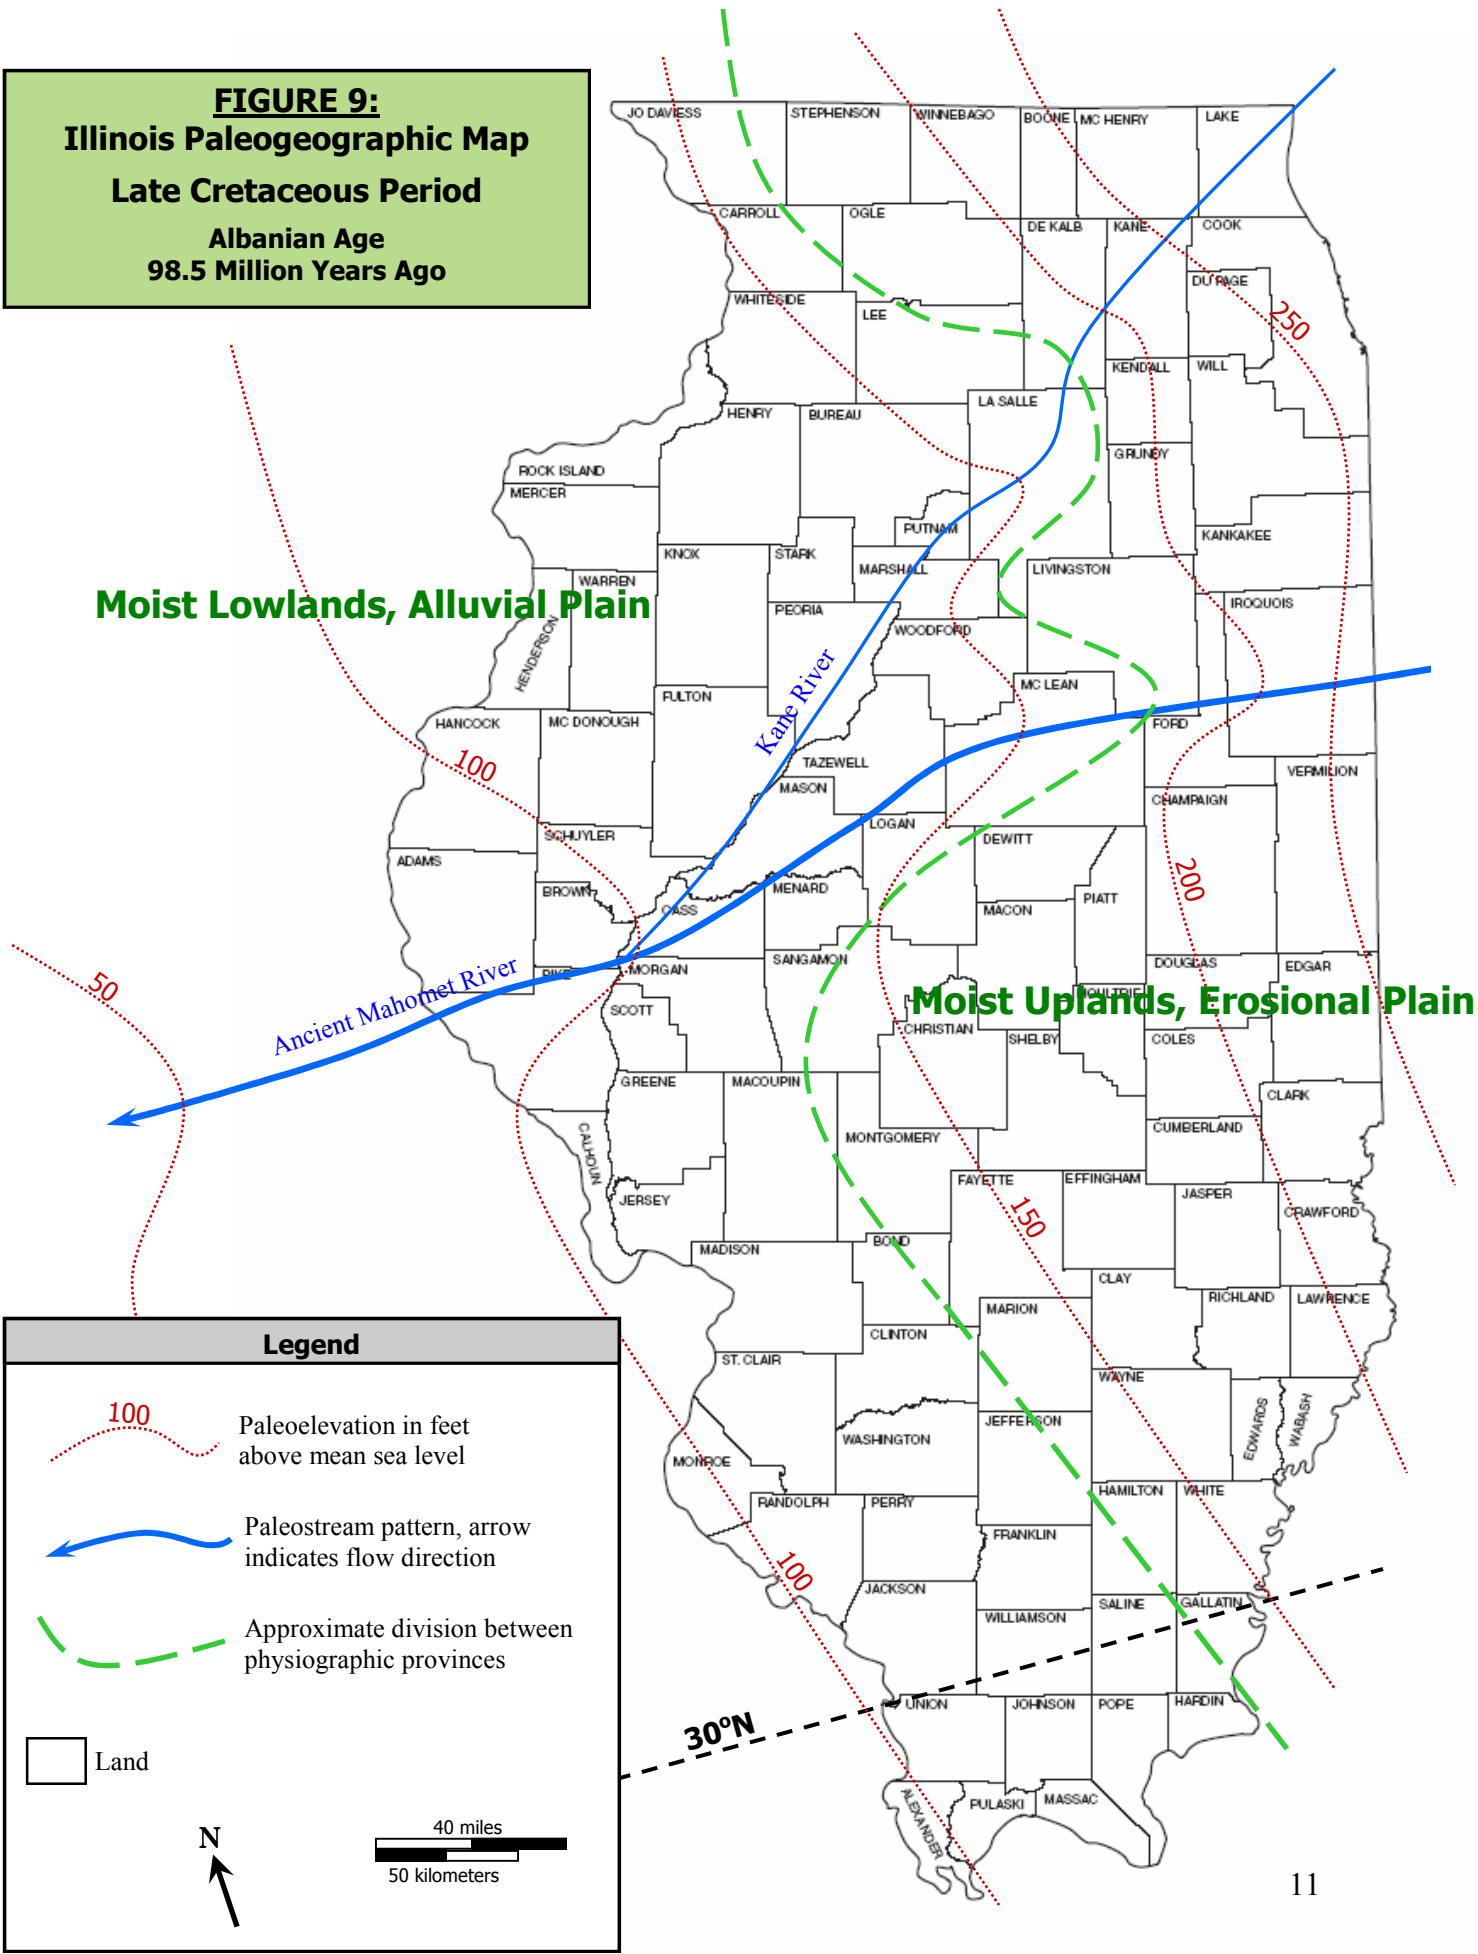 FIGURE 9:
Illinois Paleogeographic Map
Late Cretaceous Period
Albanian Age
98.5 Million Years Ago
JO DAVIESS
STEPHENSON
WINNEBAGO
BOONE
MC HENRY
LAKE
CARROLL
OGLE
DE KALB
KANE
COOK
DU PAGE
WHITESIDE
LEE
250
KENDALL
WILL
LA SALLE
HENRY
BUREAU
GRUNDY
ROCK ISLAND
MERCER
PUTNAM
KANKAKEE
KNOX
STARK
MARSHALL
LIVINGSTON
WARREN
Moist Lowlands, Alluvial Plain
PEORIA
IROQUOIS
WOODFORD
HENDERSON
Kane River
MC LEAN
FULTON
HANCOCK
MC DONOUGH
FORD
100
TAZEWELL
VERMILION
MASON
CHAMPAIGN
LOGAN
SCHUYLER
DEWITT
ADAMS
200
BROWN
MENARD
PIATT
CASS
MACON
SANGAMON
DOUGLAS
EDGAR
PIKE
MORGAN
50
Ancient Mahomet River
MOULTRIE
Moist Uplands, Erosional Plain
SCOTT
CHRISTIAN
SHELBY
COLES
GREENE
MACOUPIN
CLARK
CUMBERLAND
MONTGOMERY
CALHOUN
FAYETTE
EFFINGHAM
JASPER
JERSEY
CRAWFORD
150
BOND
MADISON
CLAY
RICHLAND
LAWRENCE
MARION
CLINTON
ST. CLAIR
WAYNE
EDWARDS
WABASH
JEFFERSON
WASHINGTON
MONROE
HAMILTON
WHITE
RANDOLPH
PERRY
FRANKLIN
100
JACKSON
SALINE
GALLATIN
WILLIAMSON
UNION
JOHNSON
POPE
HARDIN
30ºN
ALEXANDER
PULASKI
MASSAC
Legend
100
Paleoelevation in feet
above mean sea level
Paleostream pattern, arrow
indicates flow direction
Approximate division between
physiographic provinces
Land
N
40 miles
50 kilometers
11